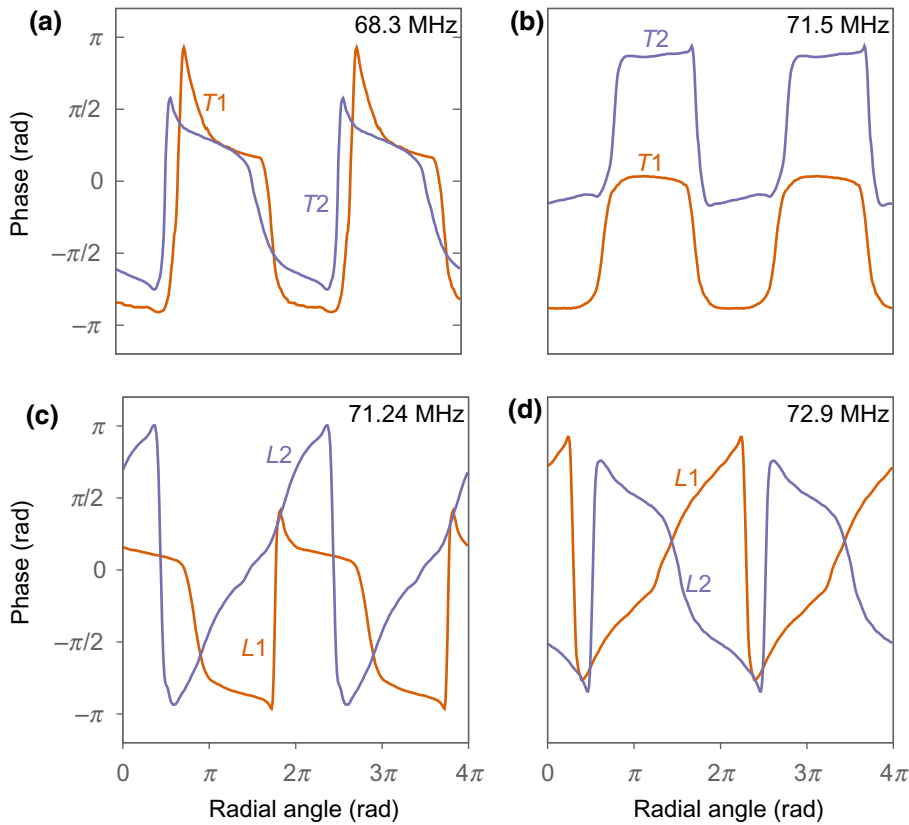 (a)
68.3 MHz
π
π/2
0
−π/2
−π
Phase (rad)
T1
T2
(b)
71.5 MHz
T2
T1
(c)
71.24 MHz
π
π/2
0
−π/2
−π
Phase (rad)
L2
L1
0
π
2π
3π
4π
Radial angle (rad)
(d)
72.9 MHz
L1
L2
0
π
2π
3π
4π
Radial angle (rad)